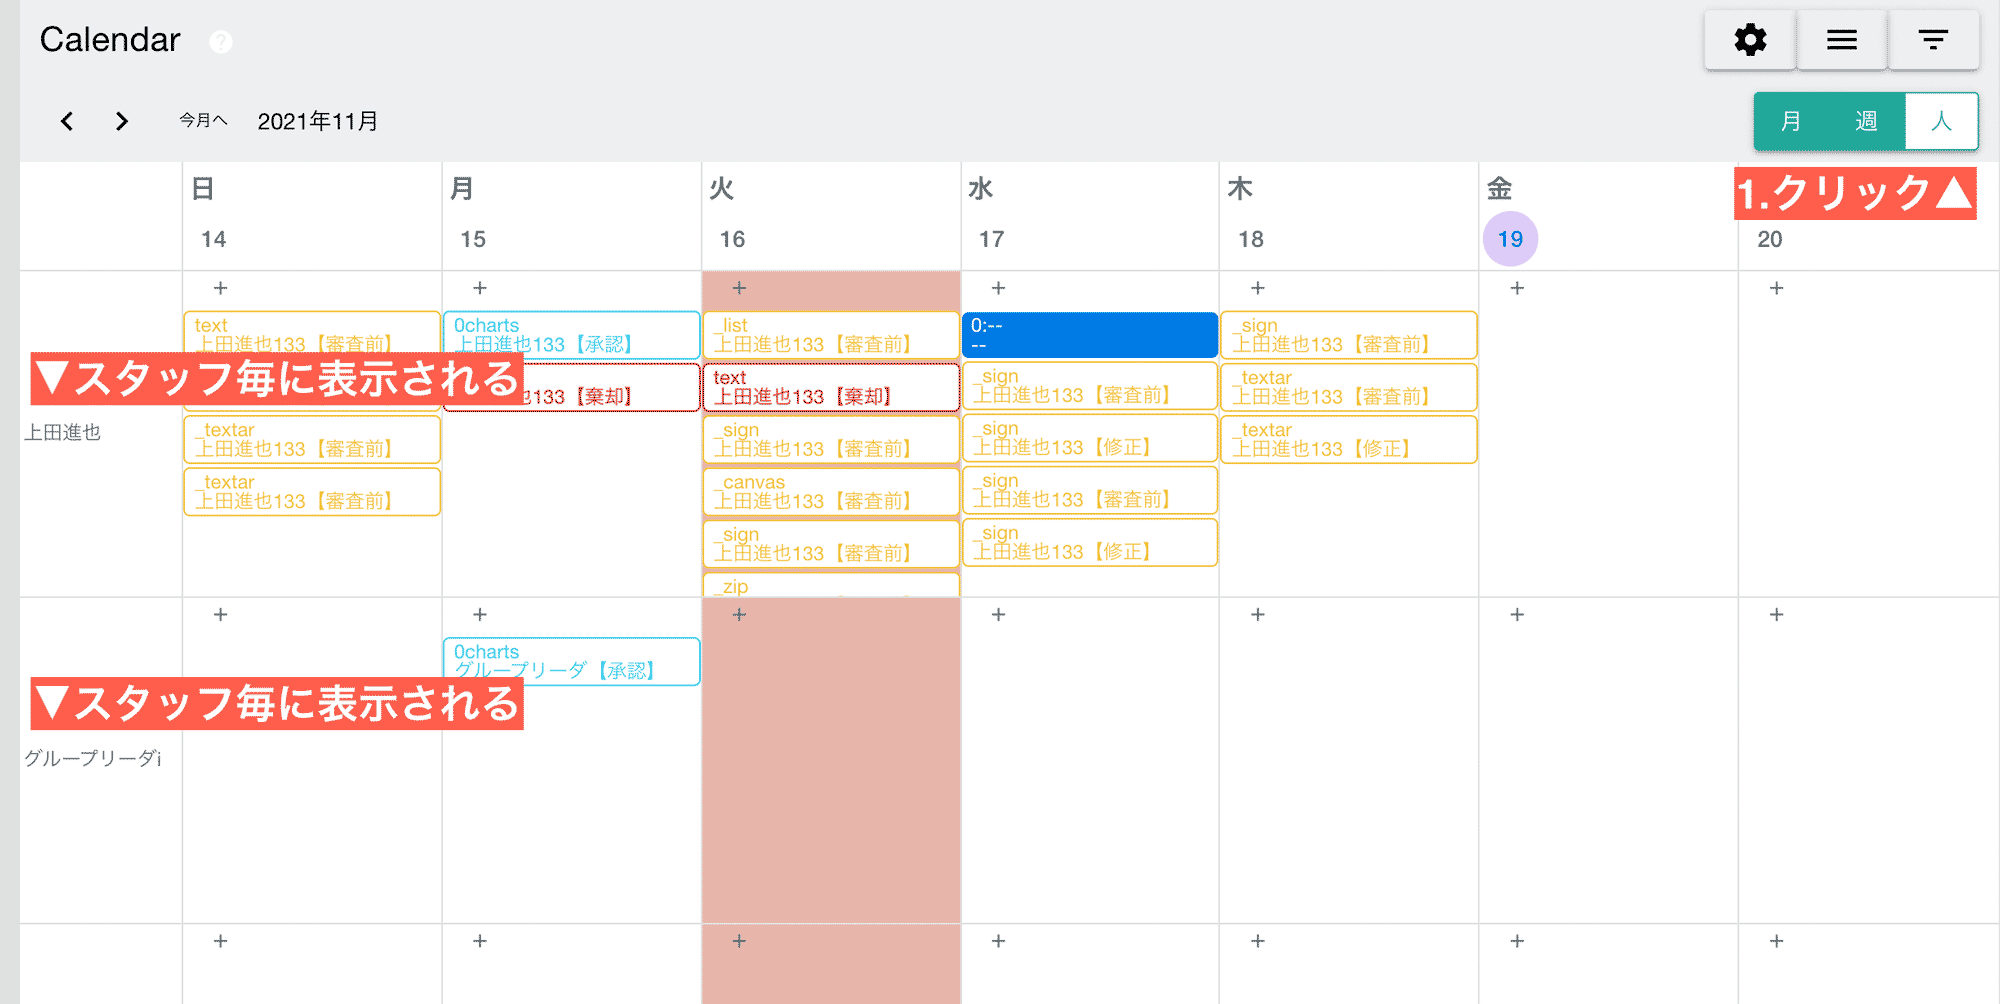 Calendar ?
今月へ 2021年11月
月 週 人
1.クリック▲
日 月 火 水 木 金
14 15 16 17 18 19 20
+ + + + + + +
text
上田進也133【審査前】
0charts
上田進也133【承認】
_list
上田進也133【審査前】
0:--
--
_sign
上田進也133【審査前】
▼スタッフ毎に表示される
也133【棄却】
text
上田進也133【棄却】
_sign
上田進也133【審査前】
_textar
上田進也133【審査前】
上田進也
_textar
上田進也133【審査前】
_sign
上田進也133【審査前】
_sign
上田進也133【修正】
_textar
上田進也133【修正】
_textar
上田進也133【審査前】
_canvas
上田進也133【審査前】
_sign
上田進也133【審査前】
_sign
上田進也133【審査前】
_sign
上田進也133【修正】
_zip
+ + + + + + +
0charts
グループリーダ【承認】
▼スタッフ毎に表示される
グループリーダi
+ + + + + + +